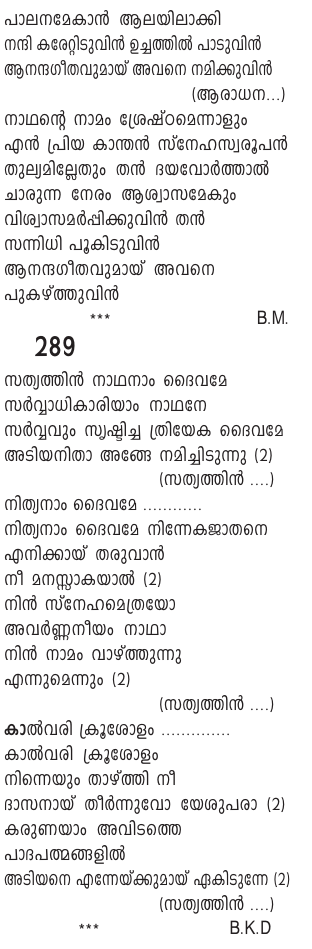 പാലനമേകാൻ ആലയിലാക്കി
നന്ദി കരേറ്റിടുവിൻ ഉച്ചത്തിൽ പാടുവിൻ
ആനന്ദഗീതവുമായ് അവനെ നമിക്കുവിൻ
(ആരാധന...)
നാഥന്റെ നാമം ശ്രേഷ്ഠമെന്നാളും
എൻ പ്രിയ കാന്തൻ സ്നേഹസ്വരൂപൻ
തുല്യമില്ലേതും തൻ ദയവോർത്താൽ
ചാരുന്ന നേരം ആശ്വാസമേകും
വിശ്വാസമർപ്പിക്കുവിൻ തൻ
സന്നിധി പൂകിടുവിൻ
ആനന്ദഗീതവുമായ് അവനെ
പുകഴ്ത്തുവിൻ
*** B.M.
289
സത്യത്തിൻ നാഥനാം ദൈവമേ
സർവ്വാധികാരിയാം നാഥനേ
സർവ്വവും സൃഷ്ടിച്ച ത്രിയേക ദൈവമേ
അടിയനിതാ അങ്ങേ നമിച്ചിടുന്നു (2)
(സത്യത്തിൻ ....)
നിത്യനാം ദൈവമേ ............
നിത്യനാം ദൈവമേ നിന്നേകജാതനെ
എനിക്കായ് തരുവാൻ
നീ മനസ്സാകയാൽ (2)
നിൻ സ്നേഹമെത്രയോ
അവർണ്ണനീയം നാഥാ
നിൻ നാമം വാഴ്ത്തുന്നു
എന്നുമെന്നും (2)
(സത്യത്തിൻ ....)
കാൽവരി ക്രൂശോളം ..............
കാൽവരി ക്രൂശോളം
നിന്നെയും താഴ്ത്തി നീ
ദാസനായ് തീർന്നുവോ യേശുപരാ (2)
കരുണയാം അവിടത്തെ
പാദപത്മങ്ങളിൽ
അടിയനെ എന്നേയ്ക്കുമായ് ഏകിടുന്നേ (2)
(സത്യത്തിൻ ....)
*** B.K.D